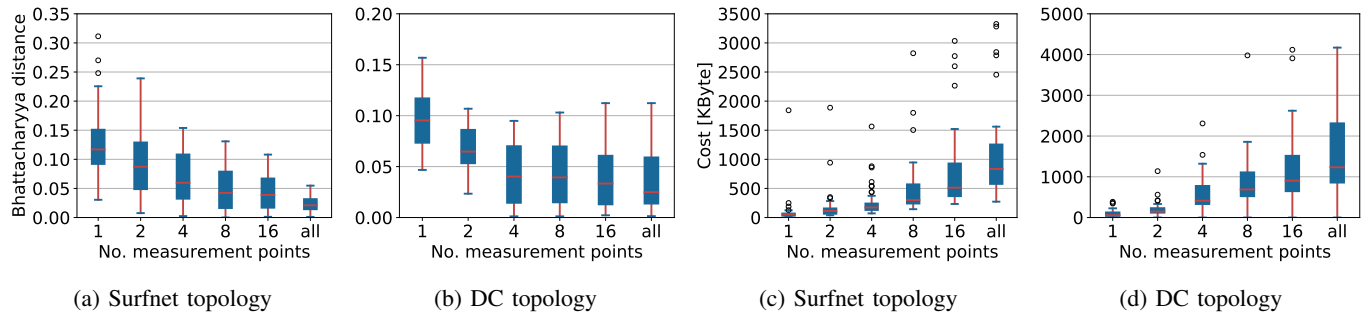 Bhattacharyya distance
0.35
0.30
0.25
0.20
0.15
0.10
0.05
0.00
1 2 4 8 16 all
No. measurement points
(a) Surfnet topology
0.20
0.15
0.10
0.05
0.00
1 2 4 8 16 all
No. measurement points
(b) DC topology
Cost [KByte]
3500
3000
2500
2000
1500
1000
500
0
1 2 4 8 16 all
No. measurement points
(c) Surfnet topology
5000
4000
3000
2000
1000
0
1 2 4 8 16 all
No. measurement points
(d) DC topology